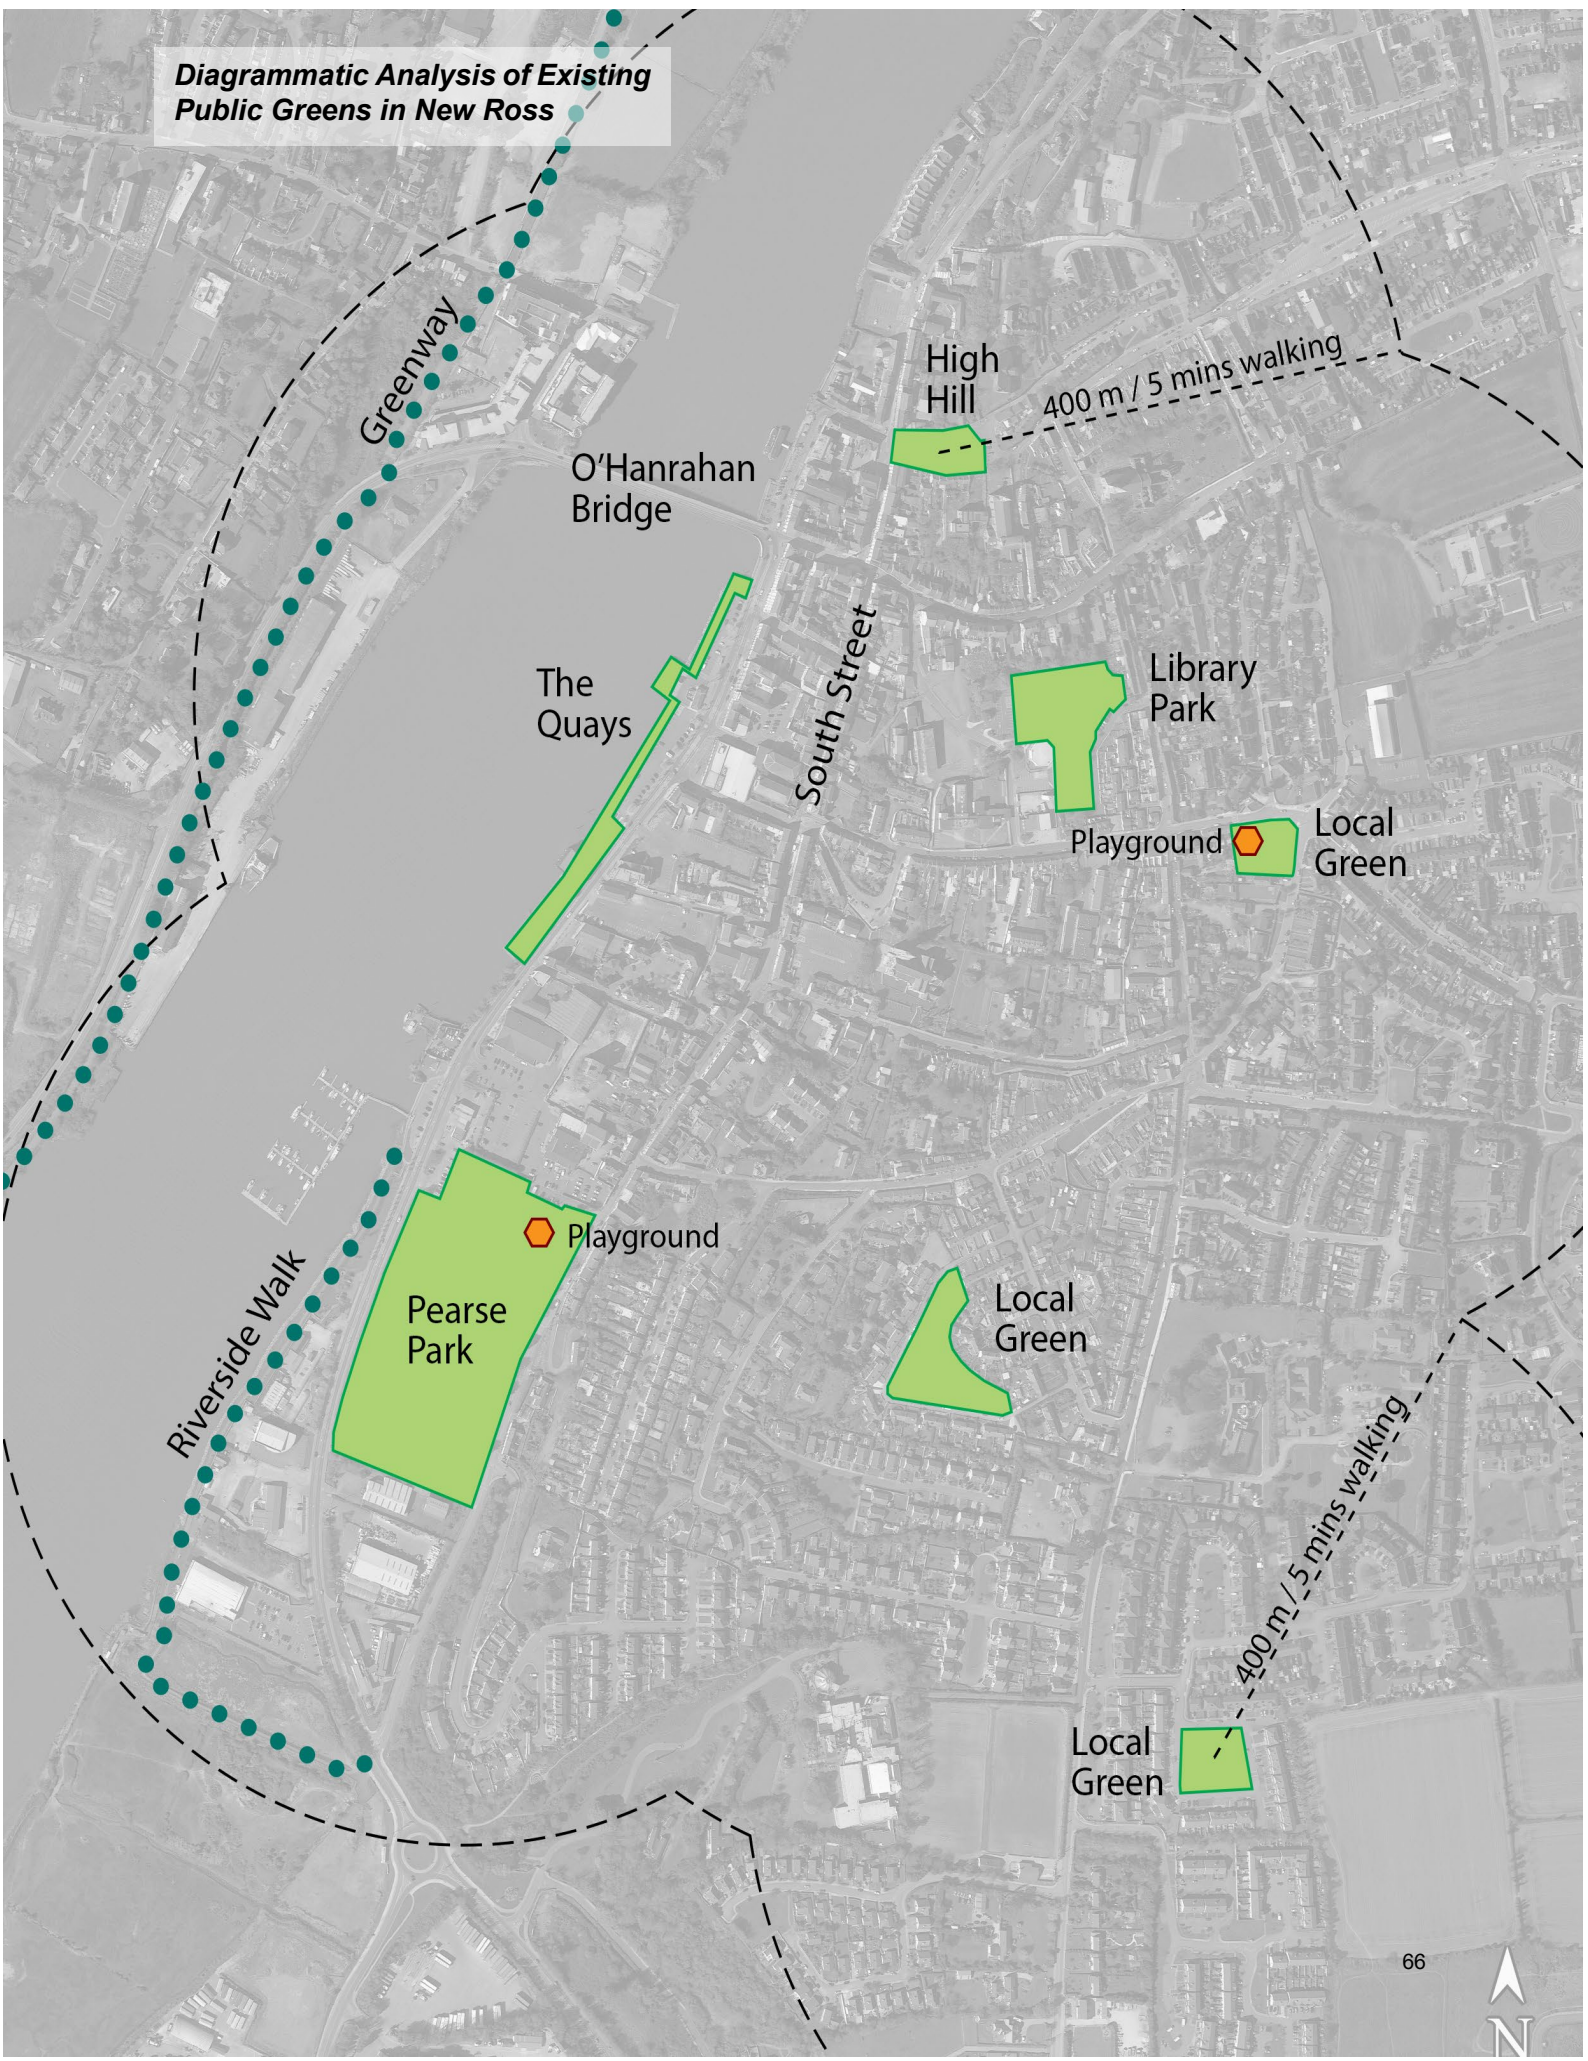 Diagrammatic Analysis of Existing
Public Greens in New Ross
Greenway
High
Hill
400 m / 5 mins walking
O'Hanrahan
Bridge
South Street
The
Quays
Library
Park
Playground
Local
Green
Playground
Pearse
Park
Riverside Walk
Local
Green
400 m / 5 mins walking
Local
Green
66
N